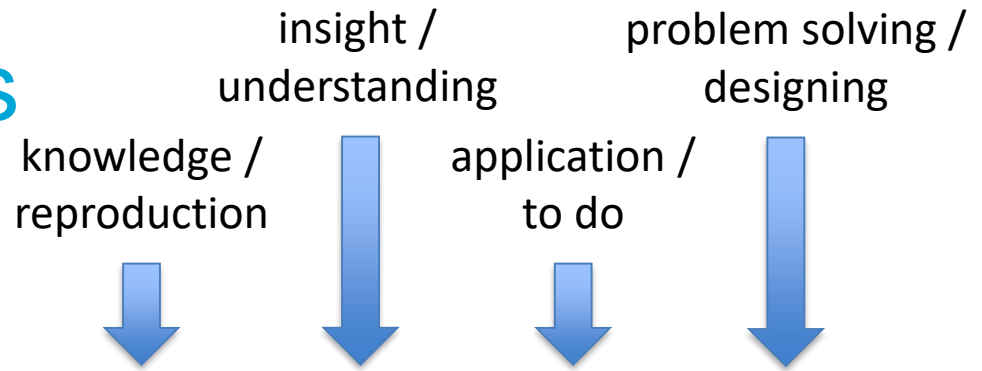 s
insight /
understanding
problem solving /
designing
knowledge /
reproduction
application /
to do